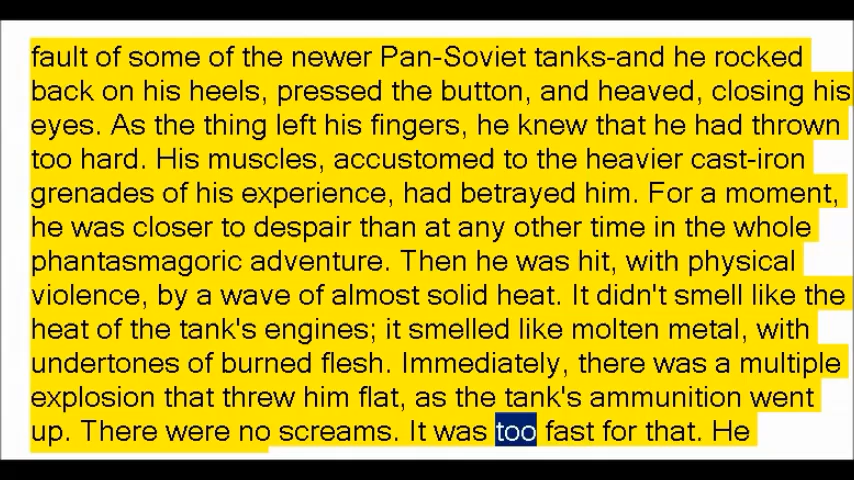 fault of some of the newer Pan-Soviet tanks-and he rocked
back on his heels, pressed the button, and heaved, closing his
eyes. As the thing left his fingers, he knew that he had thrown
too hard. His muscles, accustomed to the heavier cast-iron
grenades of his experience, had betrayed him. For a moment,
he was closer to despair than at any other time in the whole
phantasmagoric adventure. Then he was hit, with physical
violence, by a wave of almost solid heat. It didn't smell like the
heat of the tank's engines; it smelled like molten metal, with
undertones of burned flesh. Immediately, there was a multiple
explosion that threw him flat, as the tank's ammunition went
up. There were no screams. It was too fast for that. He